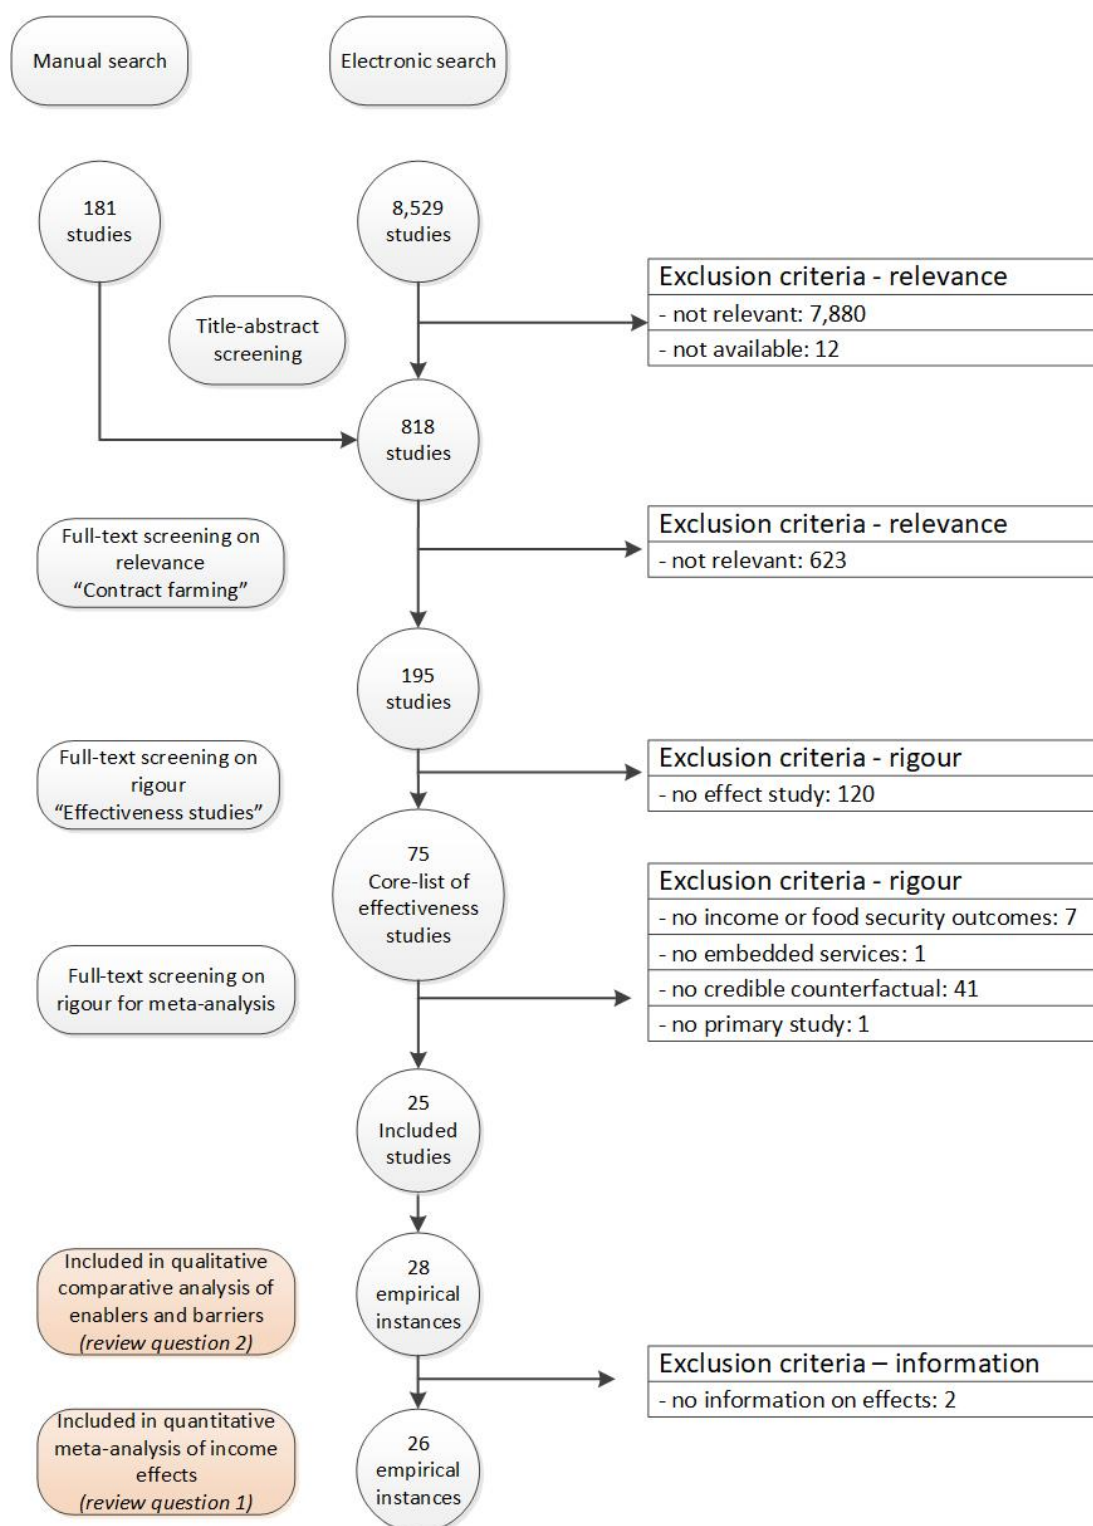 Manual search
Electronic search
181
studies
8,529
studies
Exclusion criteria - relevance
- not relevant: 7,880
- not available: 12
Title-abstract
screening
818
studies
Full-text screening on
relevance
“Contract farming”
Exclusion criteria - relevance
- not relevant: 623
195
studies
Full-text screening on
rigour
“Effectiveness studies”
Exclusion criteria - rigour
- no effect study: 120
75
Core-list of
effectiveness
studies
Exclusion criteria - rigour
- no income or food security outcomes: 7
- no embedded services: 1
- no credible counterfactual: 41
- no primary study: 1
Full-text screening on
rigour for meta-analysis
25
Included
studies
Included in qualitative
comparative analysis of
enablers and barriers
(review question 2)
28
empirical
instances
Exclusion criteria – information
- no information on effects: 2
Included in quantitative
meta-analysis of income
effects
(review question 1)
26
empirical
instances